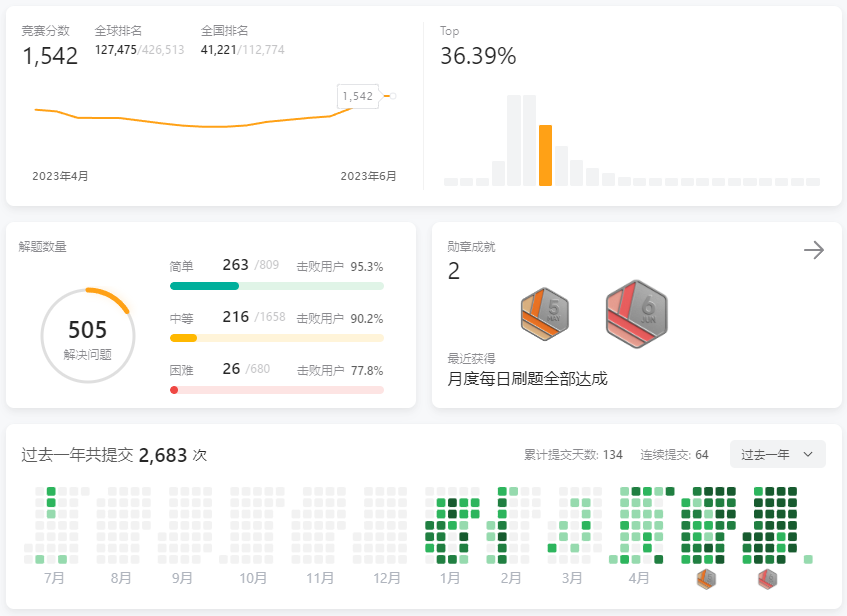 竞赛分数 全球排名 全国排名
1,542 127,475/426,513 41,221/112,774
1,542
2023年4月 2023年6月
Top
36.39%
解题数量
505
解决问题
简单 263 /809 击败用户 95.3%
中等 216 /1658 击败用户 90.2%
困难 26 /680 击败用户 77.8%
勋章成就
2
5
MAY
6
JUN
最近获得
月度每日刷题全部达成
过去一年共提交 2,683 次 累计提交天数: 134 连续提交: 64 过去一年
7月 8月 9月 10月 11月 12月 1月 2月 3月 4月